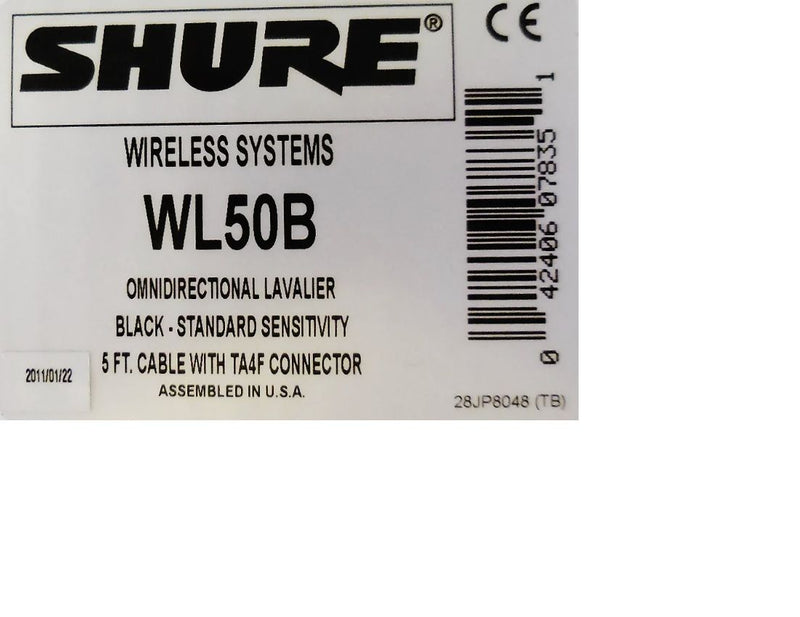 SHURE®
CE
WIRELESS SYSTEMS
WL50B
OMNIDIRECTIONAL LAVALIER
BLACK - STANDARD SENSITIVITY
5 FT. CABLE WITH TA4F CONNECTOR
ASSEMBLED IN U.S.A.
2011/01/22
0 42406 07835 1
28JP8048 (TB)